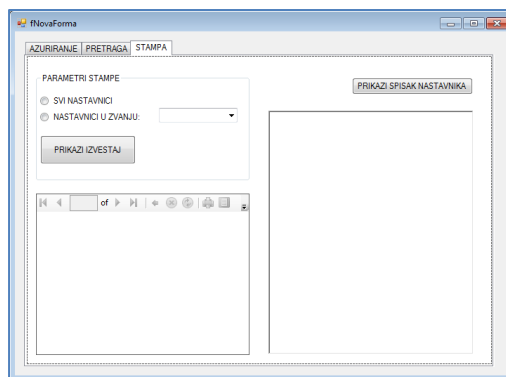 fNovaForma
AZURIRANJE PRETRAGA STAMPA
PARAMETRI STAMPE
SVI NASTAVNICI
NASTAVNICI U ZVANJU:
PRIKAZI IZVESTAJ
PRIKAZI SPISAK NASTAVNIKA
of